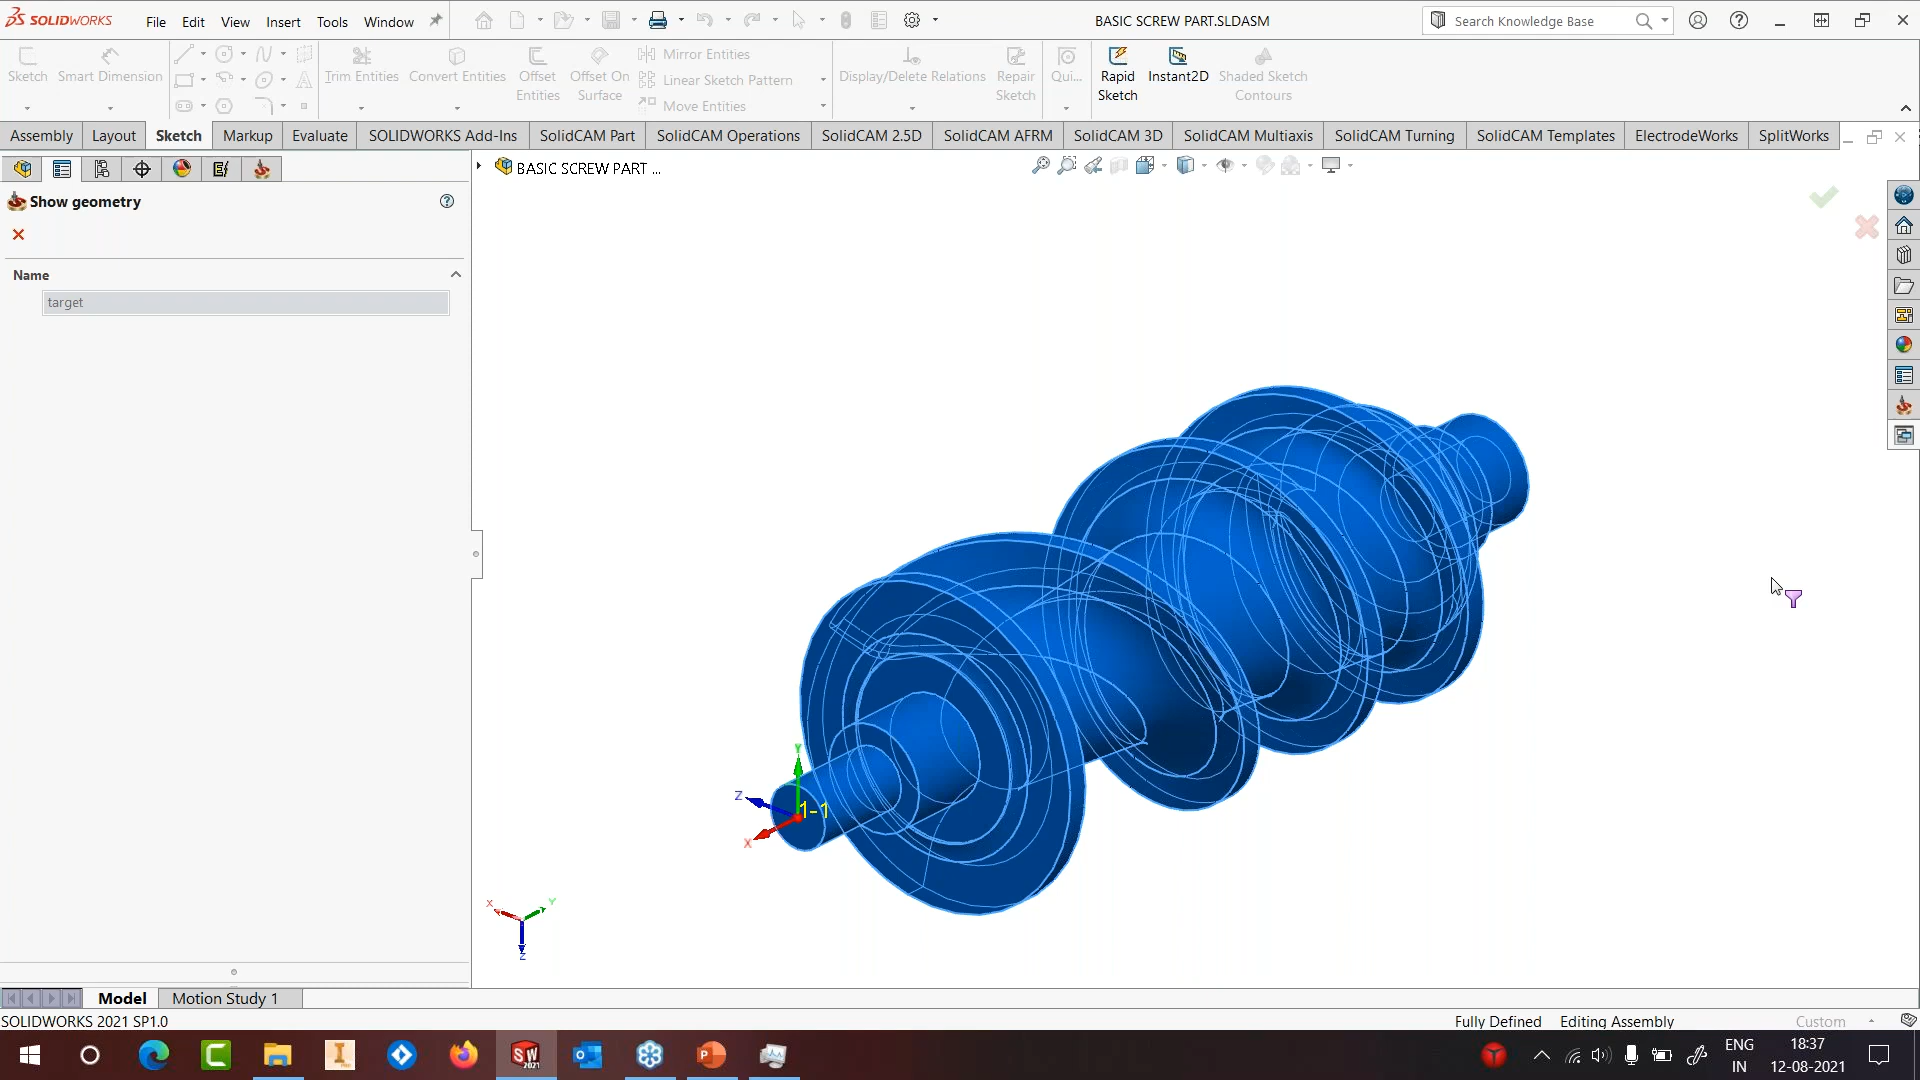 SOLIDWORKS File Edit View Insert Tools Window BASIC SCREW PART.SLDASM Search Knowledge Base
Sketch Smart Dimension Trim Entities Convert Entities Offset Entities Offset On Surface Mirror Entities Linear Sketch Pattern Move Entities Display/Delete Relations Repair Sketch Qui... Rapid Sketch Instant2D Shaded Sketch Contours
Assembly Layout Sketch Markup Evaluate SOLIDWORKS Add-Ins SolidCAM Part SolidCAM Operations SolidCAM 2.5D SolidCAM AFRM SolidCAM 3D SolidCAM Multiaxis SolidCAM Turning SolidCAM Templates ElectrodeWorks SplitWorks
BASIC SCREW PART ...
Show geometry
Name
target
Y
Z
1-1
X
X Y
Z
Model Motion Study 1
SOLIDWORKS 2021 SP1.0 Fully Defined Editing Assembly Custom
ENG 18:37
IN 12-08-2021